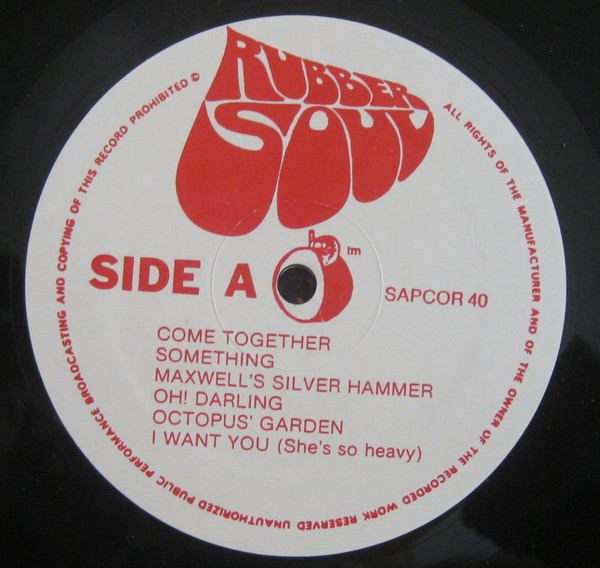 RUBBER
SOUL
SIDE A
tm
SAPCOR 40
COME TOGETHER
SOMETHING
MAXWELL'S SILVER HAMMER
OH! DARLING
OCTOPUS' GARDEN
I WANT YOU (She's so heavy)
ALL RIGHTS OF THE MANUFACTURER AND OF THE OWNER OF THE RECORDED WORK RESERVED UNAUTHORIZED PUBLIC PERFORMANCE BROADCASTING AND COPYING OF THIS RECORD PROHIBITED ©